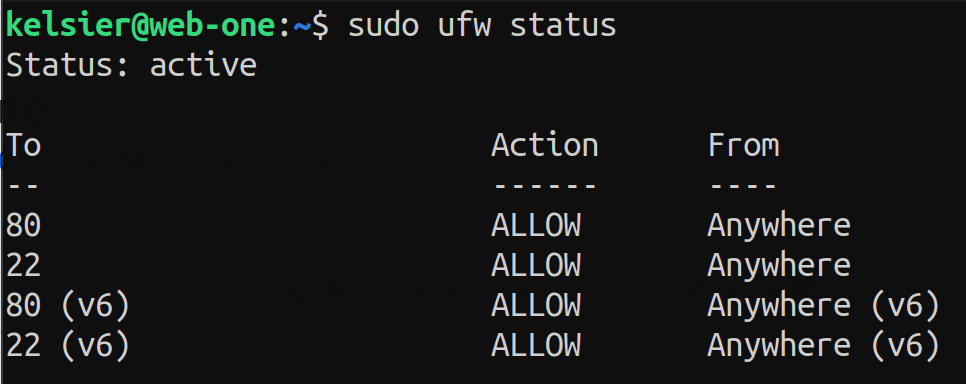 kelsier@web-one:~$ sudo ufw status
Status: active
To Action From
-- ------ ----
80 ALLOW Anywhere
22 ALLOW Anywhere
80 (v6) ALLOW Anywhere (v6)
22 (v6) ALLOW Anywhere (v6)